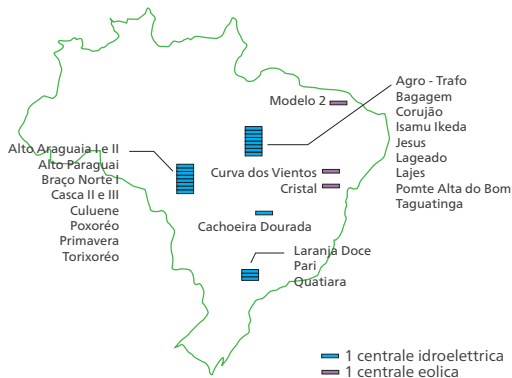 Modelo 2
Agro - Trafo
Bagagem
Corujão
Isamu Ikeda
Jesus
Lageado
Lajes
Pomte Alta do Bom
Taguatinga
Alto Araguaia I e II
Alto Paraguai
Braço Norte I
Casca II e III
Culuene
Poxoréo
Primavera
Torixoréo
Curva dos Vientos
Cristal
Cachoeira Dourada
Laranja Doce
Pari
Quatiara
1 centrale idroelettrica
1 centrale eolica